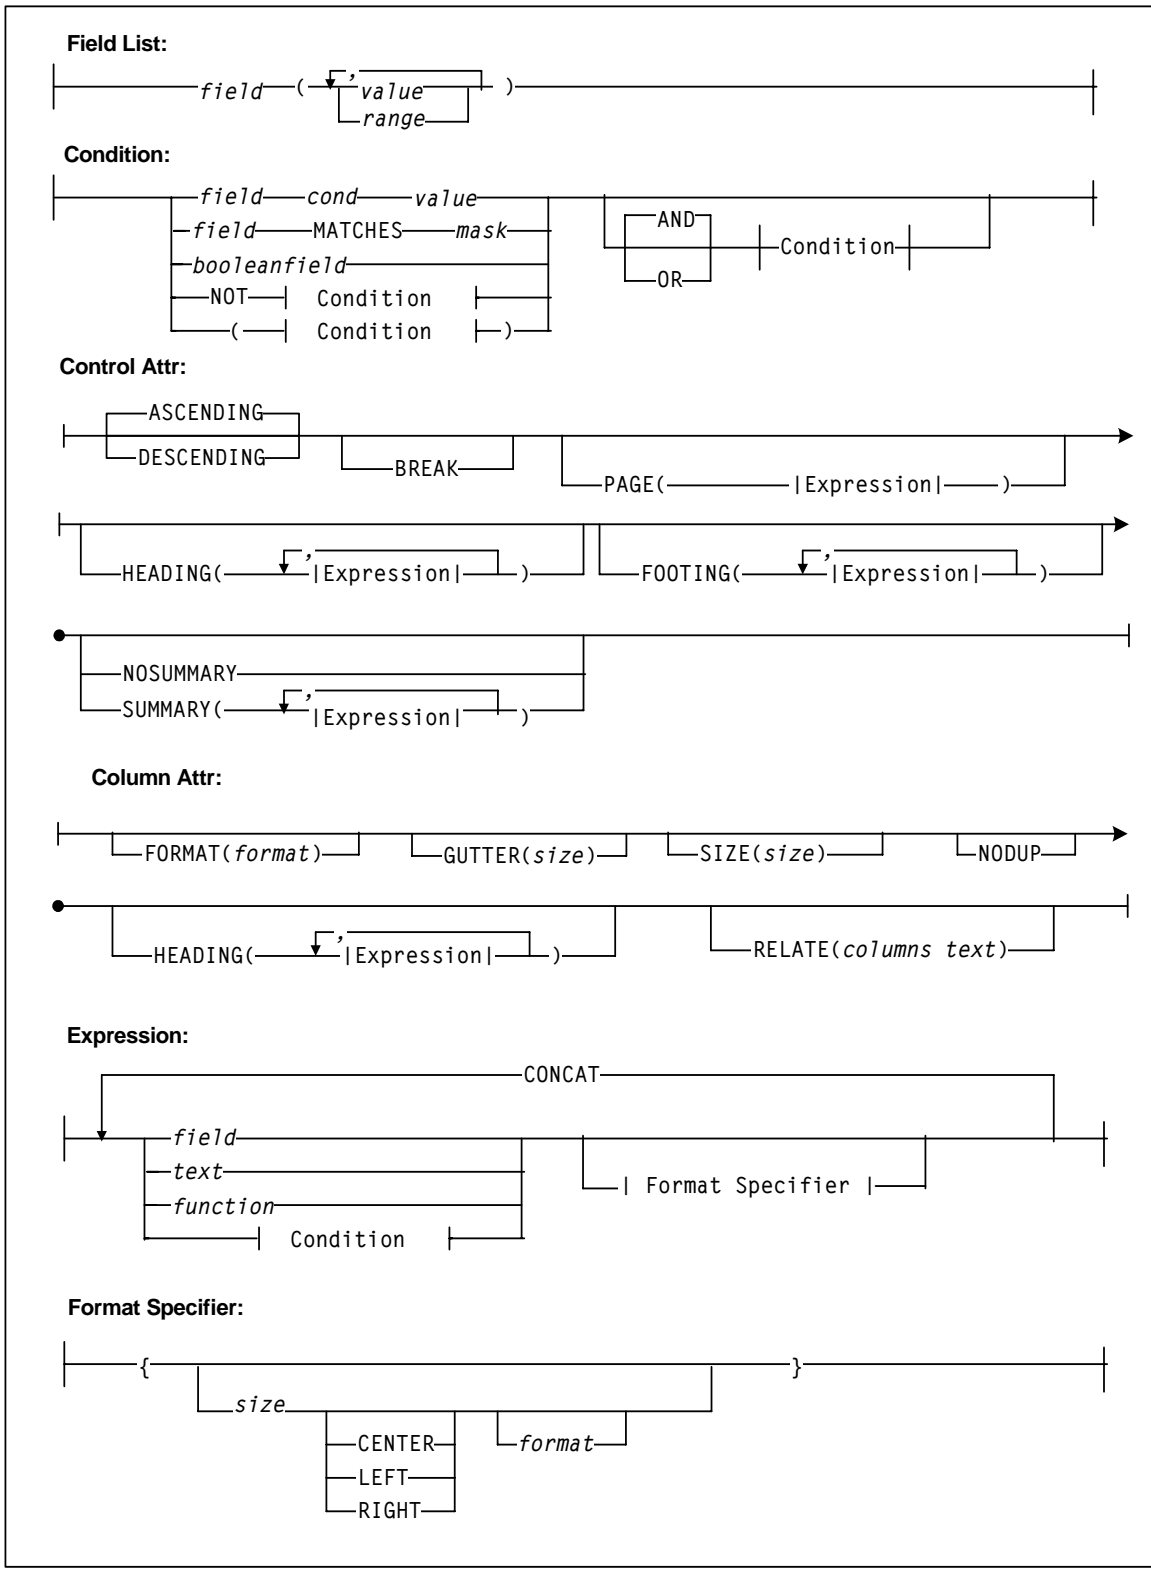 Field List:
field ( , value )
range
Condition:
field cond value
field MATCHES mask
booleanfield
NOT Condition
( Condition )
AND
OR
Condition
Control Attr:
ASCENDING
DESCENDING
BREAK
PAGE( |Expression| )
HEADING( , |Expression| )
FOOTING( , |Expression| )
NOSUMMARY
SUMMARY( , |Expression| )
Column Attr:
FORMAT(format)
GUTTER(size)
SIZE(size)
NODUP
HEADING( , |Expression| )
RELATE(columns text)
Expression:
CONCAT
field
text
function
Condition
| Format Specifier |
Format Specifier:
{ }
size
CENTER
LEFT
RIGHT
format